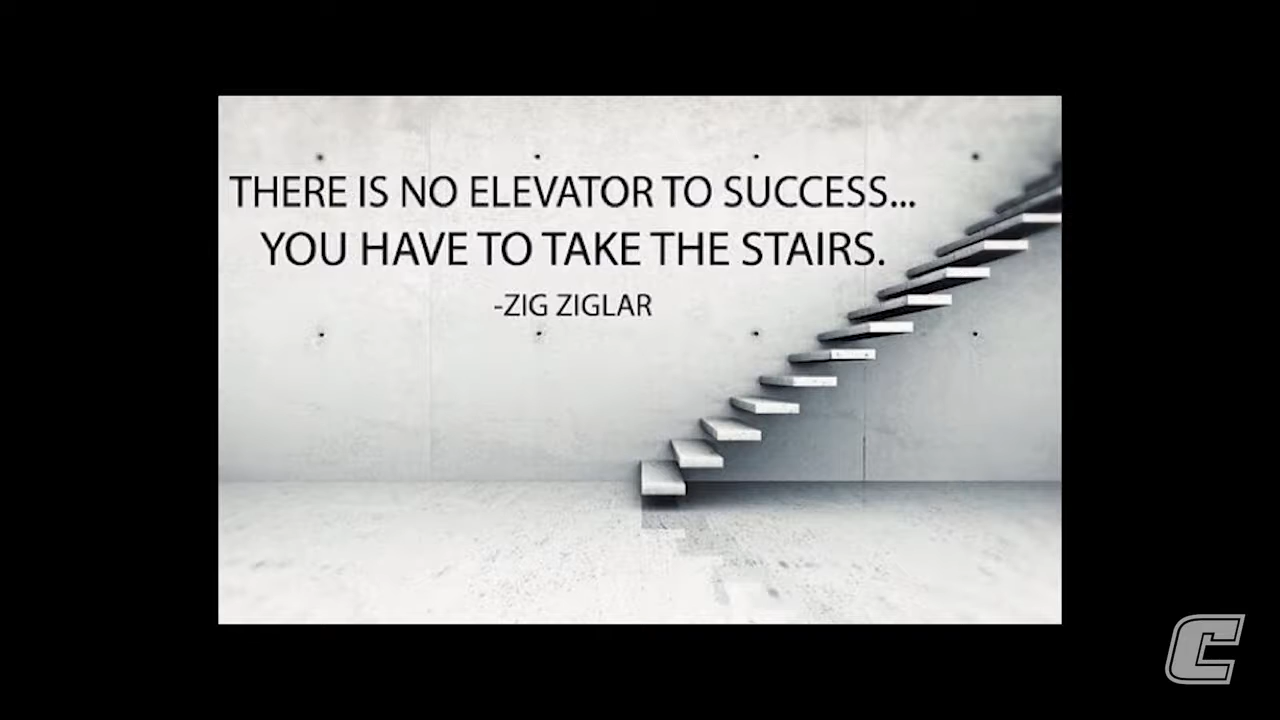 THERE IS NO ELEVATOR TO SUCCESS...
YOU HAVE TO TAKE THE STAIRS.
-ZIG ZIGLAR
C